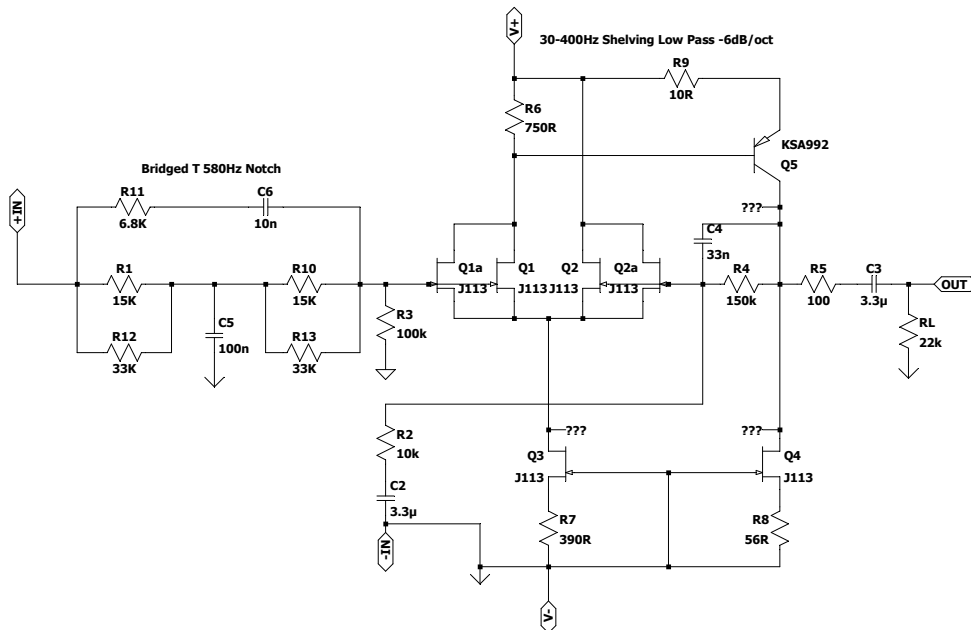 V+
30-400Hz Shelving Low Pass -6dB/oct
R9
10R
R6
750R
KSA992
Q5
Bridged T 580Hz Notch
+IN
R11
6.8K
C6
10n
???
C4
33n
R1
15K
R10
15K
Q1a
J113
Q1
J113
Q2
J113
Q2a
J113
R4
150k
R5
100
C3
3.3µ
OUT
R12
33K
C5
100n
R13
33K
R3
100k
RL
22k
R2
10k
C2
3.3µ
-IN
???
Q3
J113
???
Q4
J113
R7
390R
R8
56R
V-